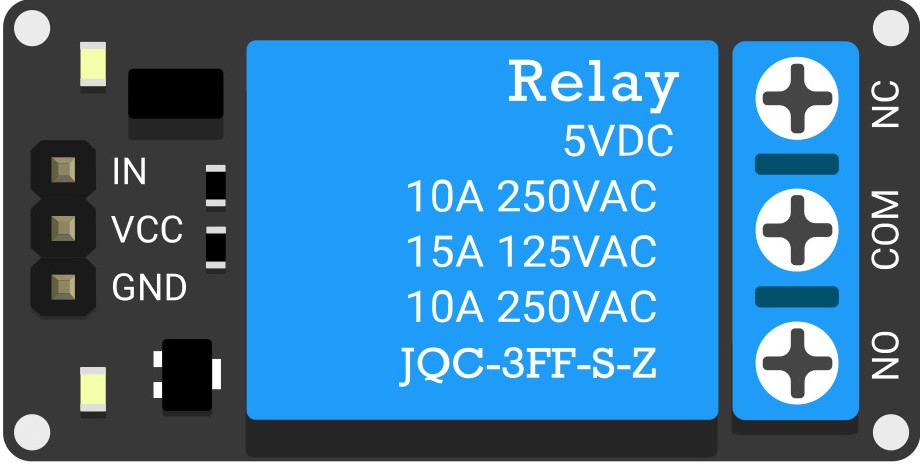 IN
VCC
GND
Relay
5VDC
10A 250VAC
15A 125VAC
10A 250VAC
JQC-3FF-S-Z
NC
COM
NO